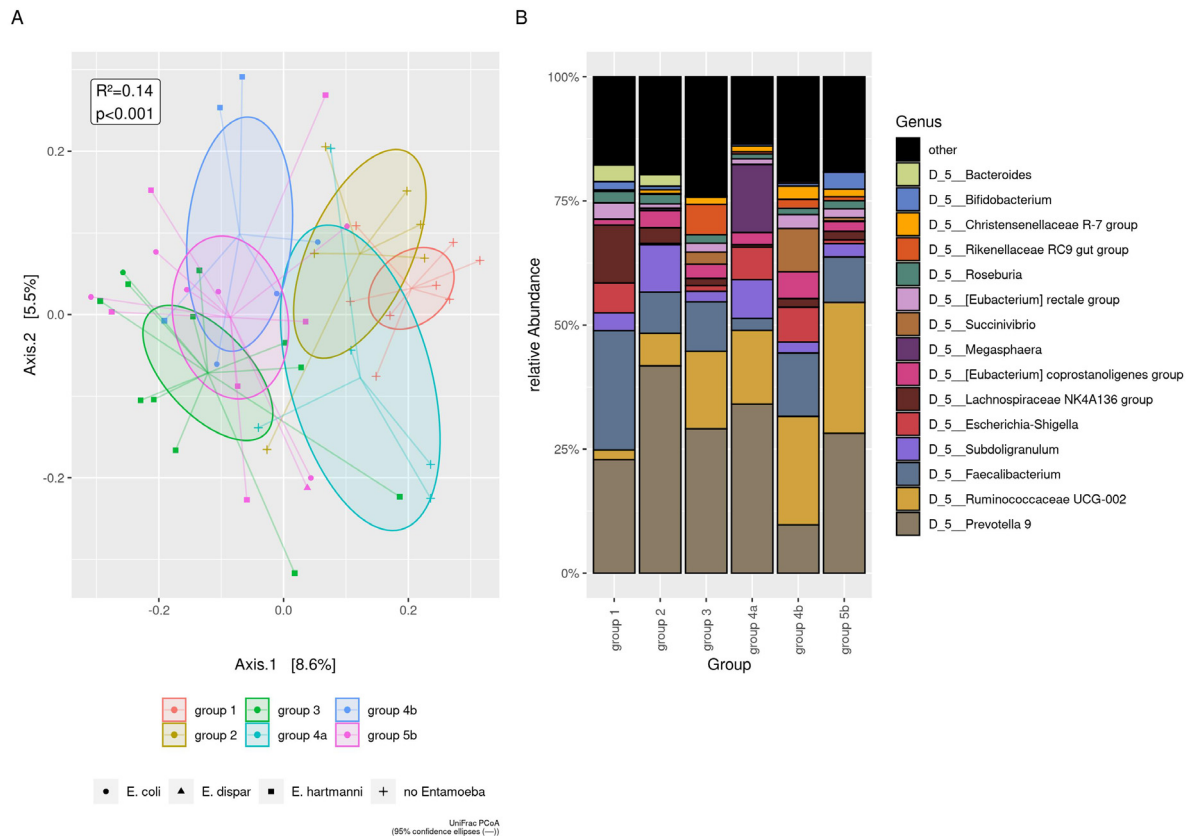 A
R²=0.14
p<0.001
0.2
0.0
-0.2
Axis.2 [5.5%]
-0.2
0.0
0.2
Axis.1 [8.6%]
group 1
group 3
group 4b
group 2
group 4a
group 5b
E. coli
E. dispar
E. hartmanni
no Entamoeba
UniFrac PCoA
(95% confidence ellipses (—))
B
100%
75%
50%
25%
0%
relative Abundance
group 1
group 2
group 3
group 4a
group 4b
group 5b
Group
Genus
other
D_5__Bacteroides
D_5__Bifidobacterium
D_5__Christensenellaceae R-7 group
D_5__Rikenellaceae RC9 gut group
D_5__Roseburia
D_5__[Eubacterium] rectale group
D_5__Succinivibrio
D_5__Megasphaera
D_5__[Eubacterium] coprostanoligenes group
D_5__Lachnospiraceae NK4A136 group
D_5__Escherichia-Shigella
D_5__Subdoligranulum
D_5__Faecalibacterium
D_5__Ruminococcaceae UCG-002
D_5__Prevotella 9